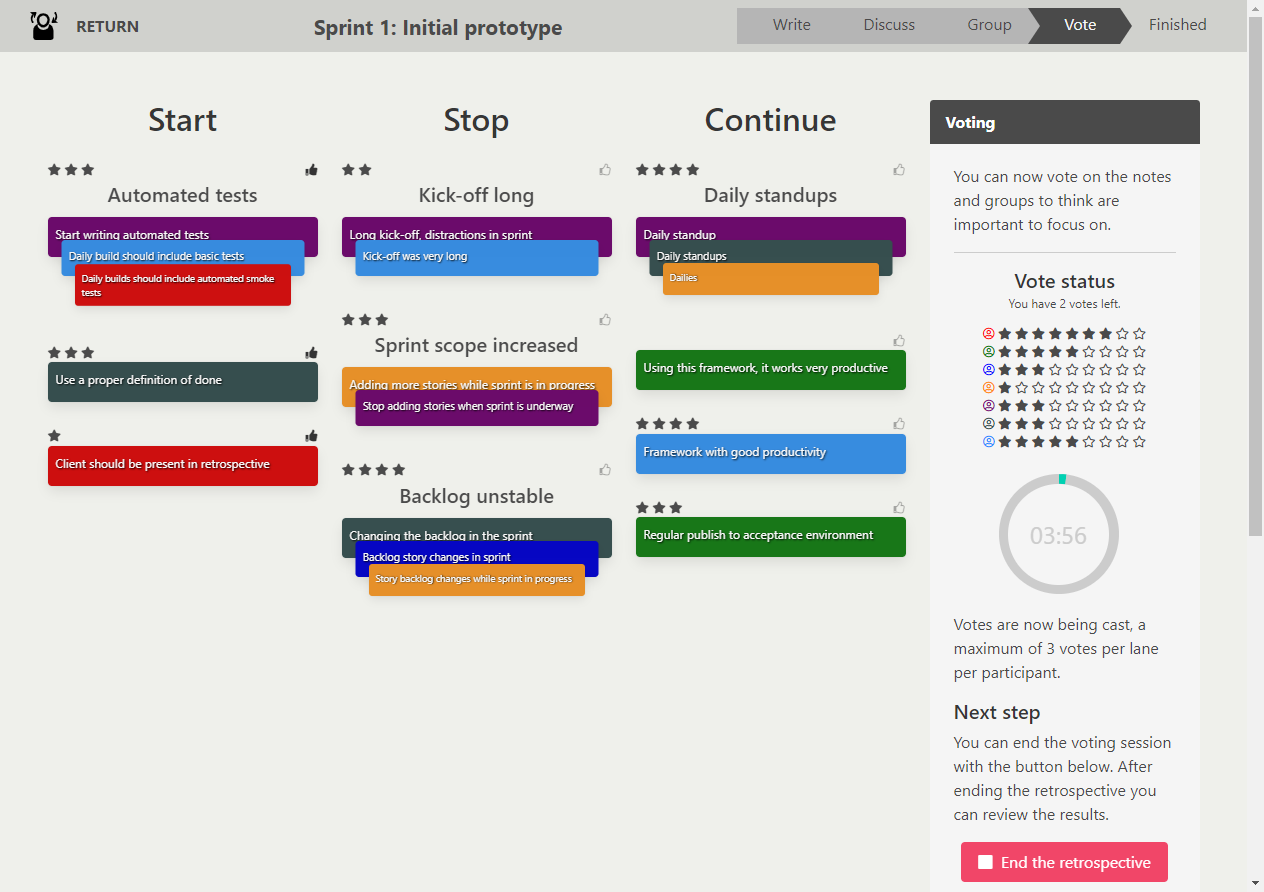 RETURN
Sprint 1: Initial prototype
Write
Discuss
Group
Vote
Finished
Start
Automated tests
Start writing automated tests
Daily build should include basic tests
Daily builds should include automated smoke
tests
Use a proper definition of done
Client should be present in retrospective
Stop
Kick-off long
Long kick-off, distractions in sprint
Kick-off was very long
Sprint scope increased
Adding more stories while sprint is in progress
Stop adding stories when sprint is underway
Backlog unstable
Changing the backlog in the sprint
Backlog story changes in sprint
Story backlog changes while sprint in progress
Continue
Daily standups
Daily standup
Daily standups
Dailies
Using this framework, it works very productive
Framework with good productivity
Regular publish to acceptance environment
Voting
You can now vote on the notes
and groups to think are
important to focus on.
Vote status
You have 2 votes left.
03:56
Votes are now being cast, a
maximum of 3 votes per lane
per participant.
Next step
You can end the voting session
with the button below. After
ending the retrospective you
can review the results.
End the retrospective